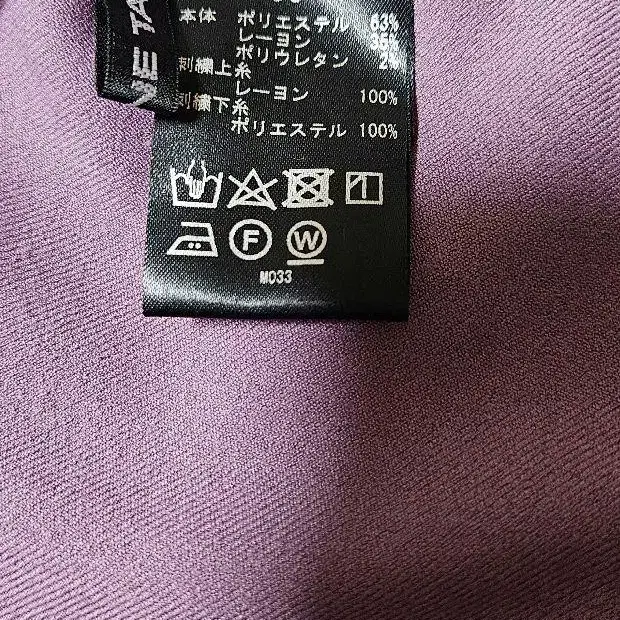 NE TA
本体 ポリエステル 63%
レーヨン 35%
ポリウレタン 2%
刺繍上糸
レーヨン 100%
刺繍下糸
ポリエステル 100%
F W
M033